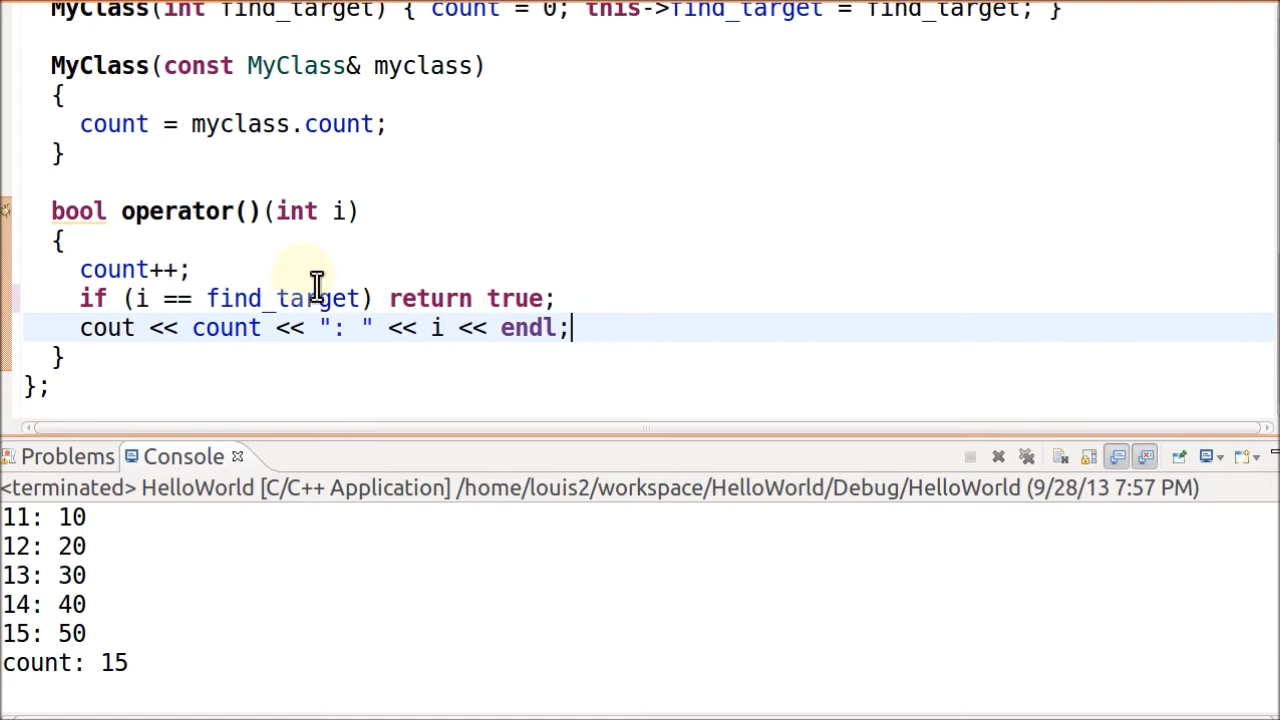 MyClass(int find_target) { count = 0; this->find_target = find_target; }
MyClass(const MyClass& myclass)
{
count = myclass.count;
}
bool operator()(int i)
{
count++;
if (i == find_target) return true;
cout << count << ": " << i << endl;
}
};
Problems Console
<terminated> HelloWorld [C/C++ Application] /home/louis2/workspace/HelloWorld/Debug/HelloWorld (9/28/13 7:57 PM)
11: 10
12: 20
13: 30
14: 40
15: 50
count: 15